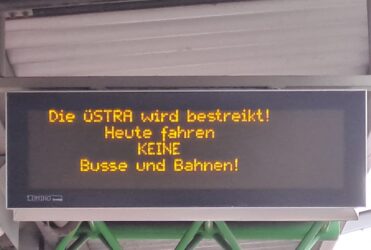 Die ÜSTRA wird bestreikt!
Heute fahren
KEINE
Busse und Bahnen!